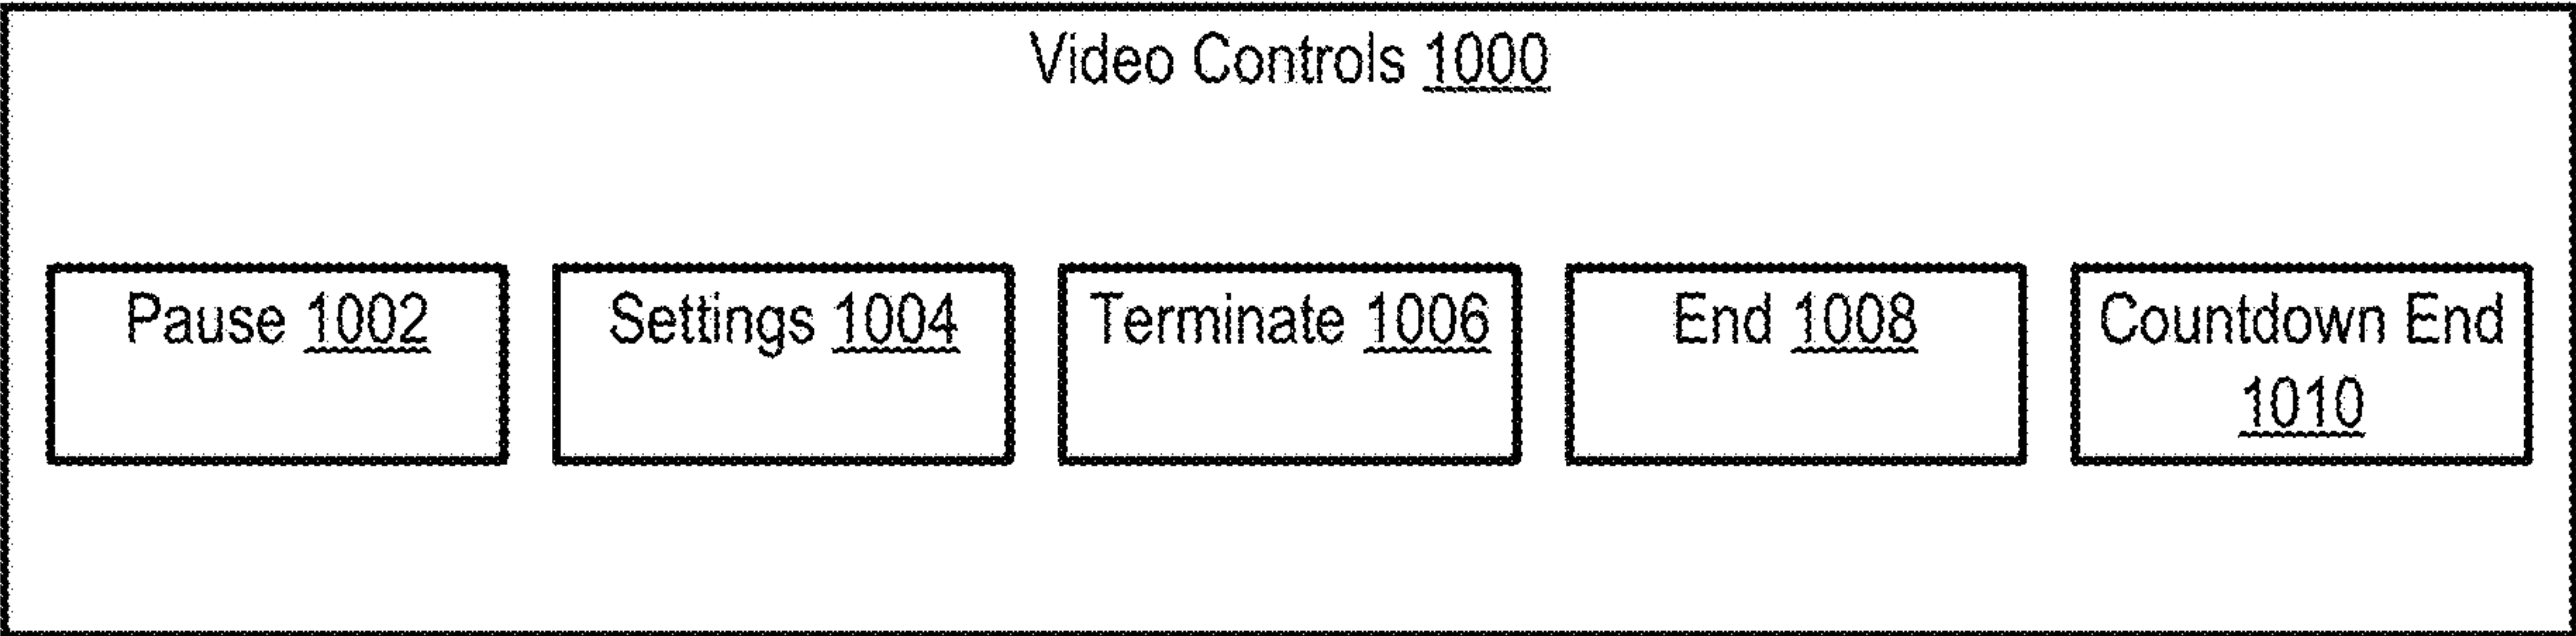 Video Controls 1000
Pause 1002
Settings 1004
Terminate 1006
End 1008
Countdown End
1010